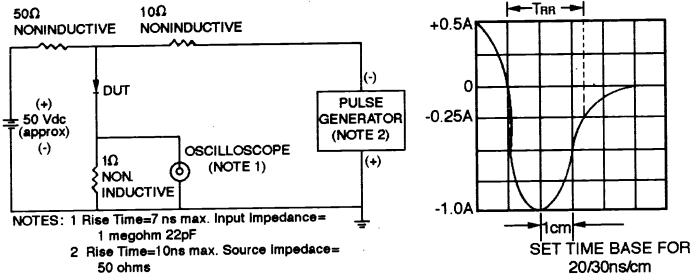 50Ω
NONINDUCTIVE
10Ω
NONINDUCTIVE
DUT
(+)
50 Vdc
(approx)
(-)
1Ω
NON.
INDUCTIVE
OSCILLOSCOPE
(NOTE 1)
(-)
PULSE
GENERATOR
(NOTE 2)
(+)
NOTES: 1 Rise Time=7 ns max. Input Impedance=
1 megohm 22pF
2 Rise Time=10ns max. Source Impedace=
50 ohms
TRR
+0.5A
0
-0.25A
-1.0A
1cm
SET TIME BASE FOR
20/30ns/cm